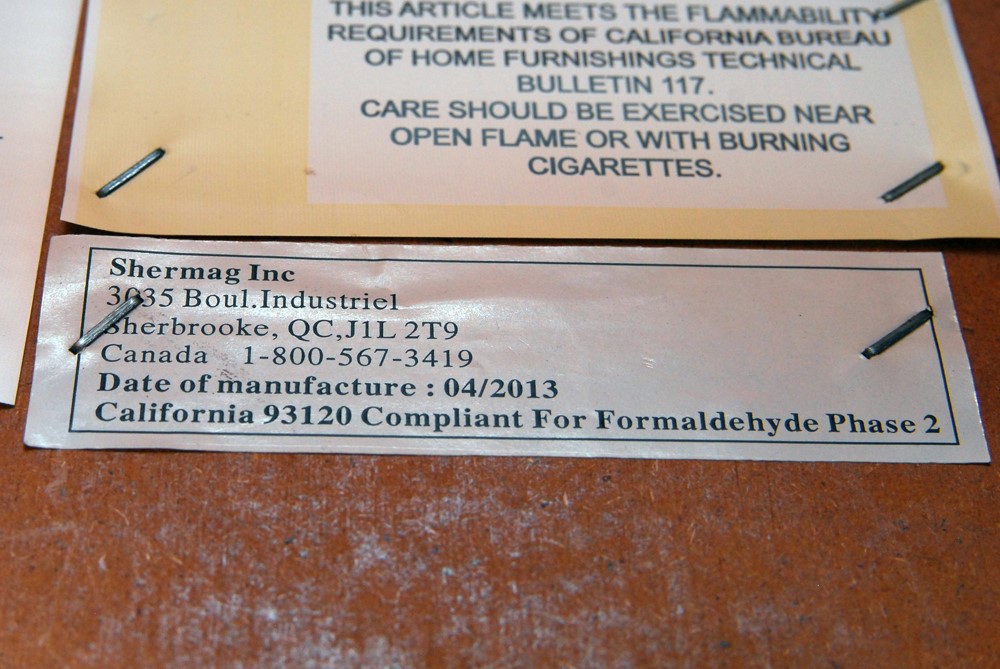 THIS ARTICLE MEETS THE FLAMMABILITY
REQUIREMENTS OF CALIFORNIA BUREAU
OF HOME FURNISHINGS TECHNICAL
BULLETIN 117.
CARE SHOULD BE EXERCISED NEAR
OPEN FLAME OR WITH BURNING
CIGARETTES.
Shermag Inc
3035 Boul.Industriel
Sherbrooke, QC,J1L 2T9
Canada 1-800-567-3419
Date of manufacture : 04/2013
California 93120 Compliant For Formaldehyde Phase 2